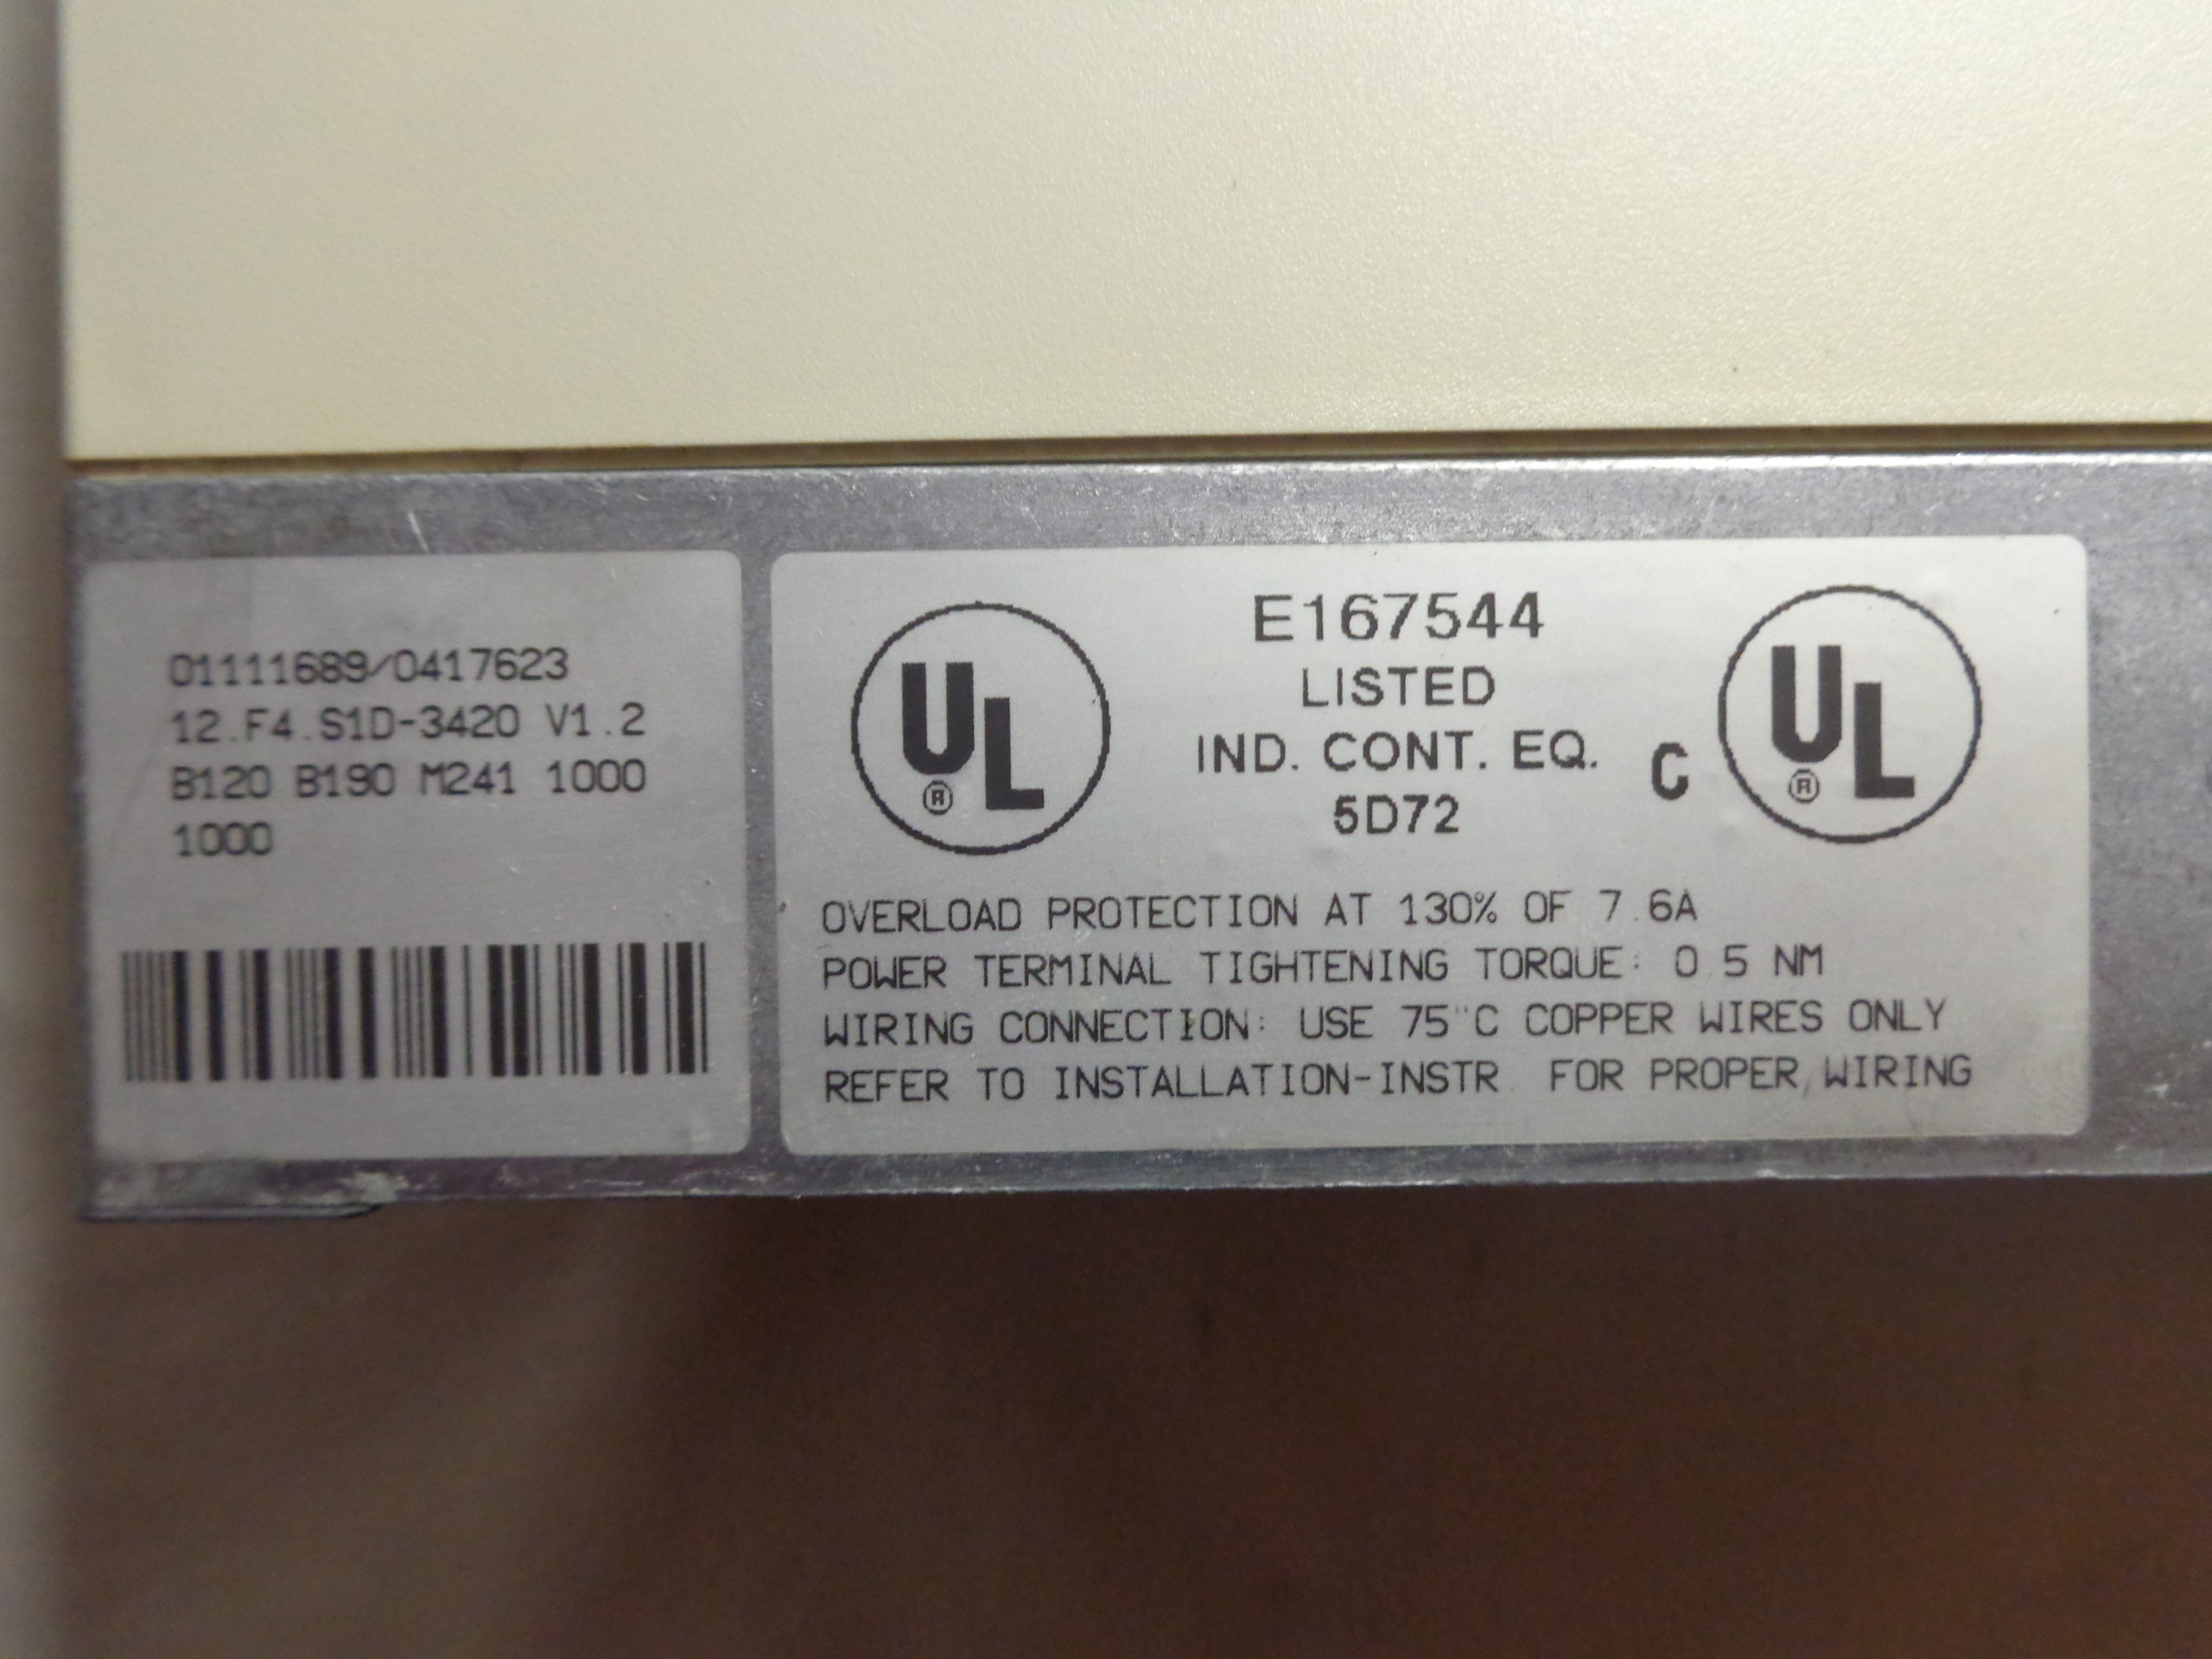 01111689/0417623
12.F4.S1D-3420 V1.2
B120 B190 M241 1000
1000
UL
®
E167544
LISTED
IND. CONT. EQ.
5D72
C UL
®
OVERLOAD PROTECTION AT 130% OF 7.6A
POWER TERMINAL TIGHTENING TORQUE: 0.5 NM
WIRING CONNECTION: USE 75°C COPPER WIRES ONLY
REFER TO INSTALLATION-INSTR. FOR PROPER WIRING